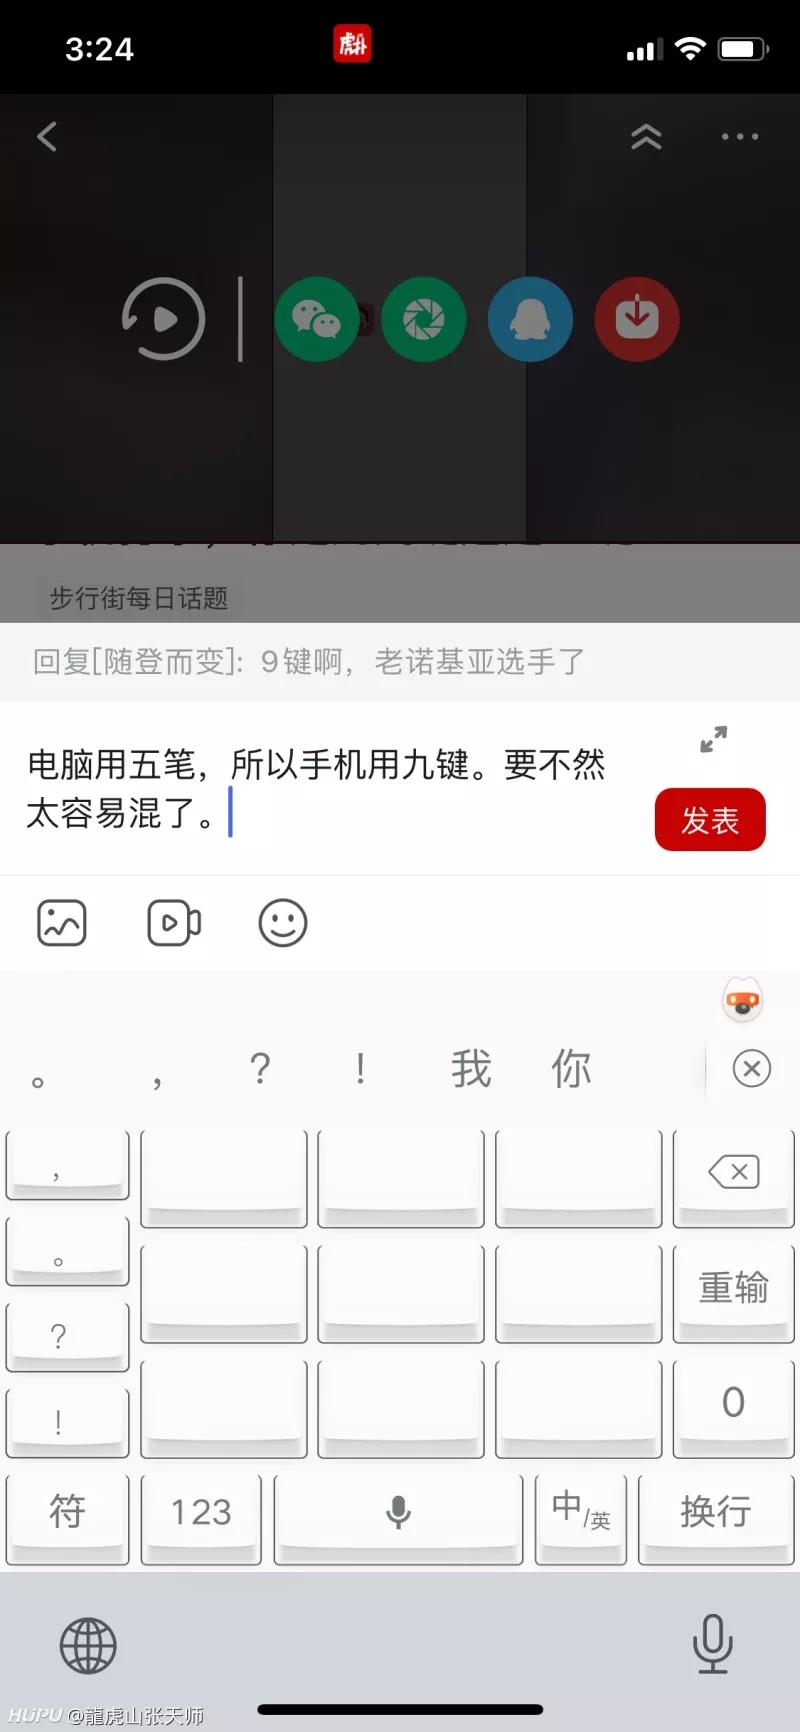 3:24
虎扑
步行街每日话题
回复[随登而变]：9键啊，老诺基亚选手了
电脑用五笔，所以手机用九键。要不然
太容易混了。
发表
。 ， ? ! 我 你
，
。
?
!
重输
0
符 123 中/英 换行
HUPU @龍虎山张天师